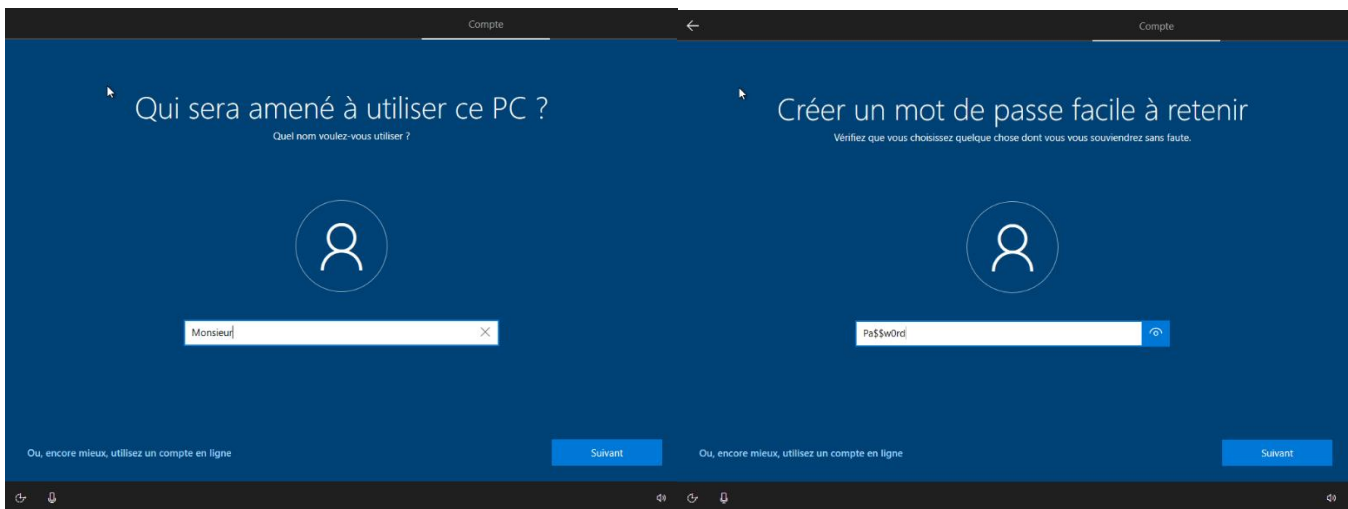 Compte
Qui sera amené à utiliser ce PC ?
Quel nom voulez-vous utiliser ?
Monsieur
Ou, encore mieux, utilisez un compte en ligne
Suivant
Compte
Créer un mot de passe facile à retenir
Vérifiez que vous choisissez quelque chose dont vous vous souviendrez sans faute.
Pa$$w0rd
Ou, encore mieux, utilisez un compte en ligne
Suivant